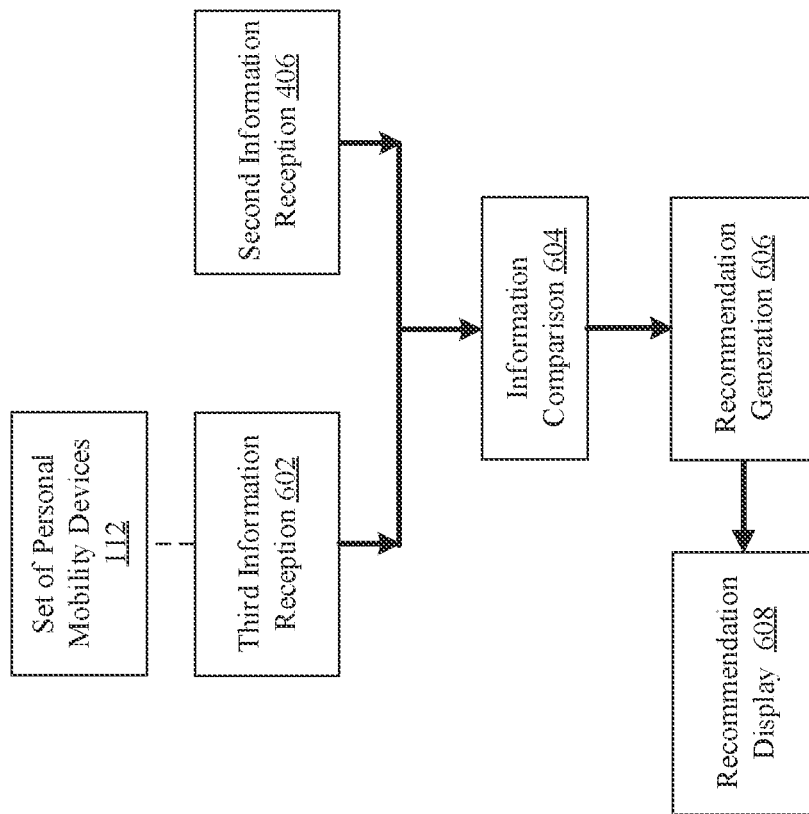 Set of Personal
Mobility Devices
112
Third Information
Reception 602
Second Information
Reception 406
Information
Comparison 604
Recommendation
Generation 606
Recommendation
Display 608